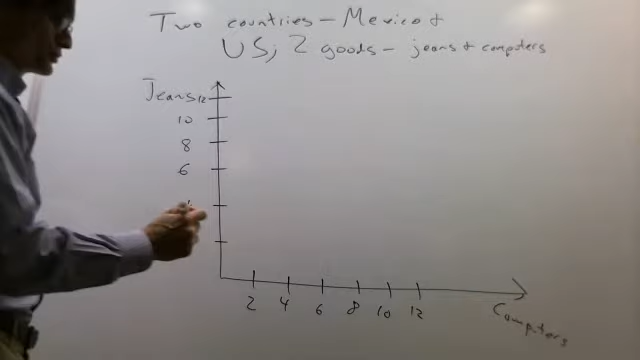 Two countries - Mexico &
US; 2 goods - jeans & computers
Jeans 12
10
8
6
2 4 6 8 10 12
Computers